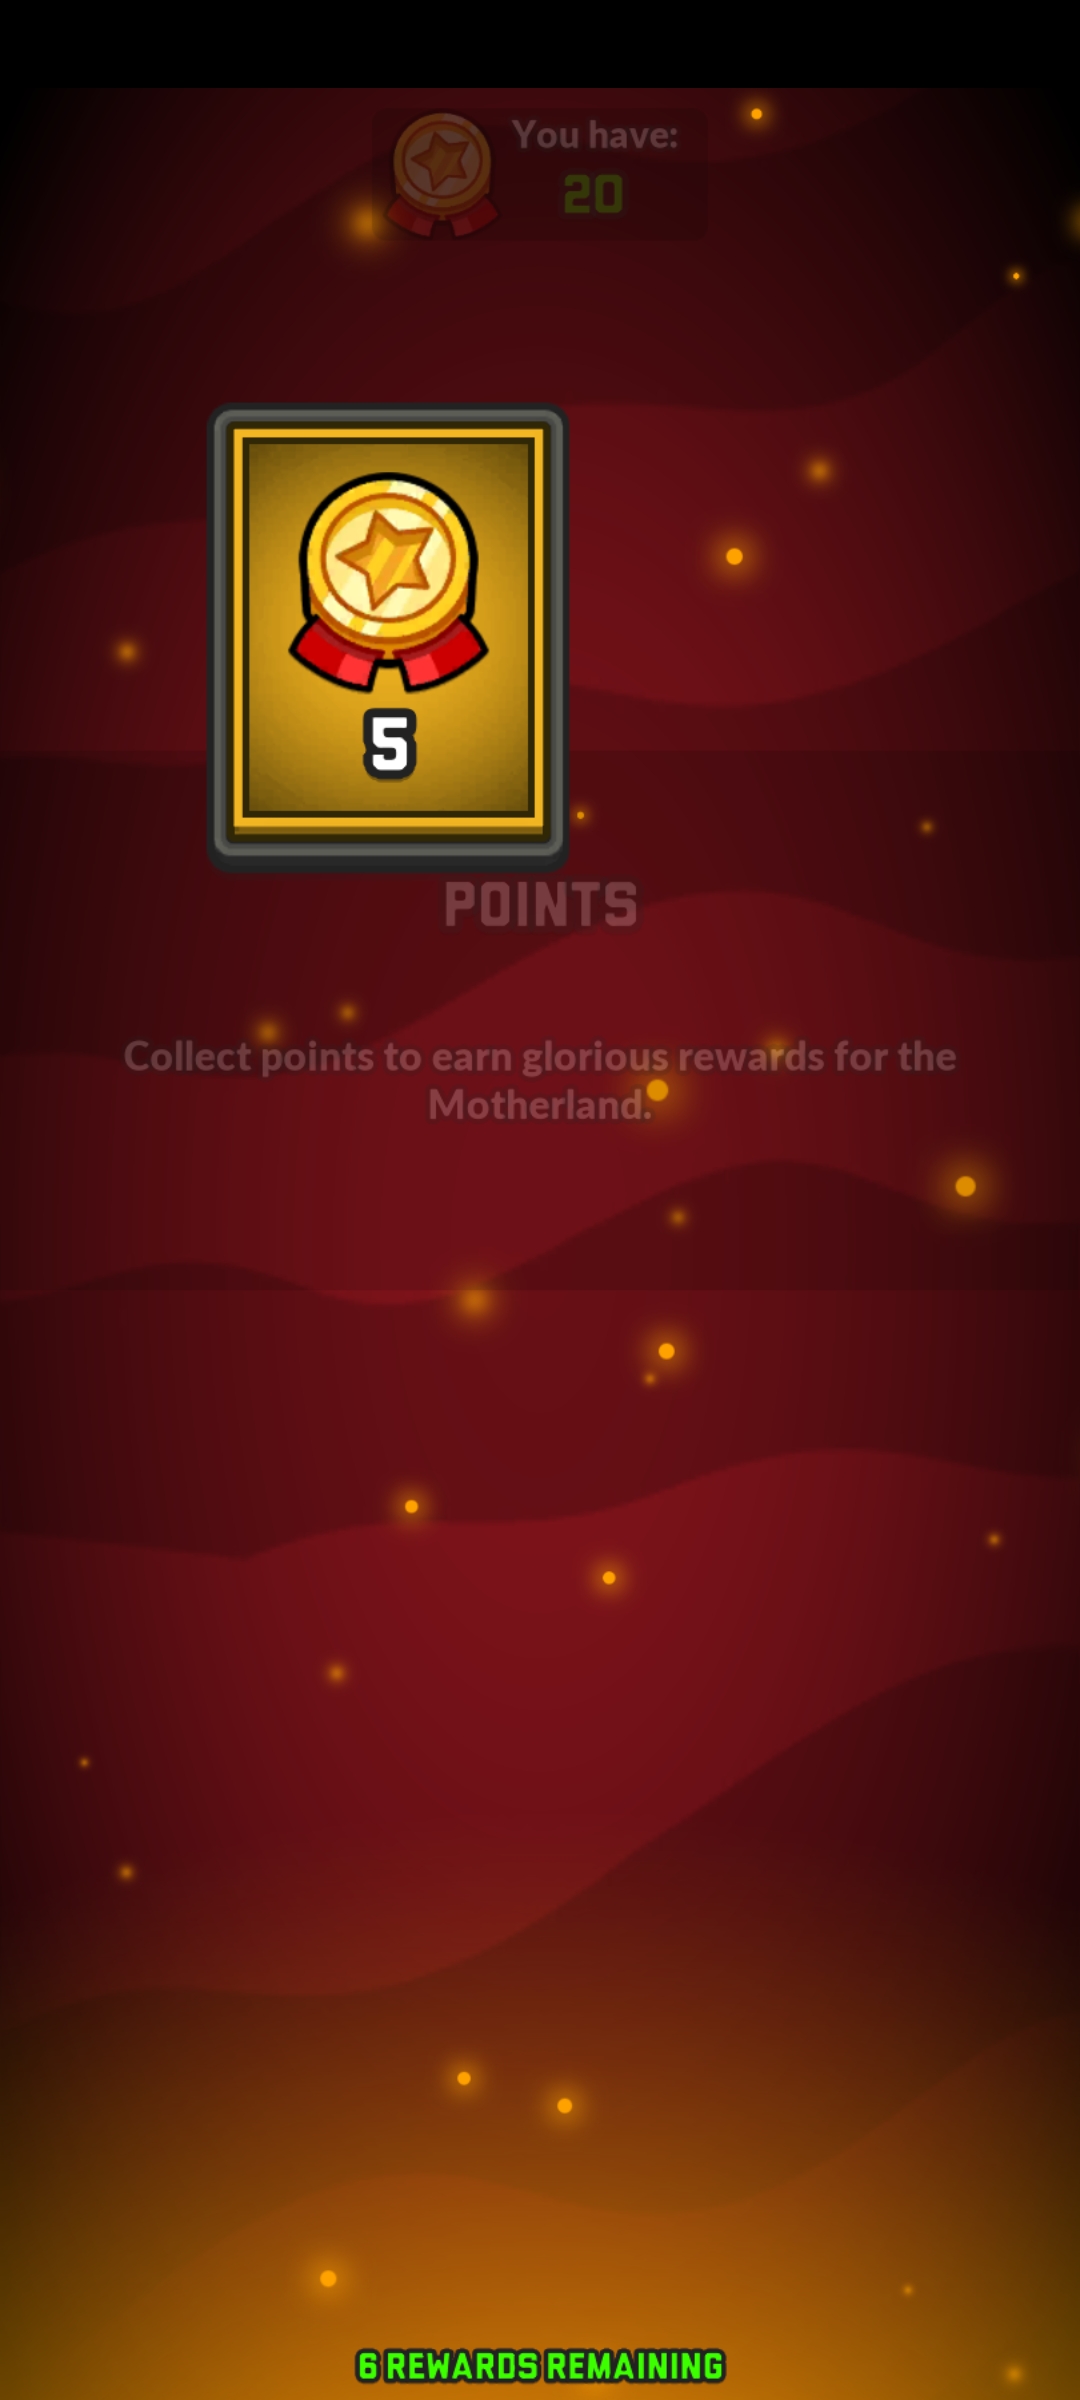 You have:
20
5
POINTS
Collect points to earn glorious rewards for the
Motherland.
6 REWARDS REMAINING